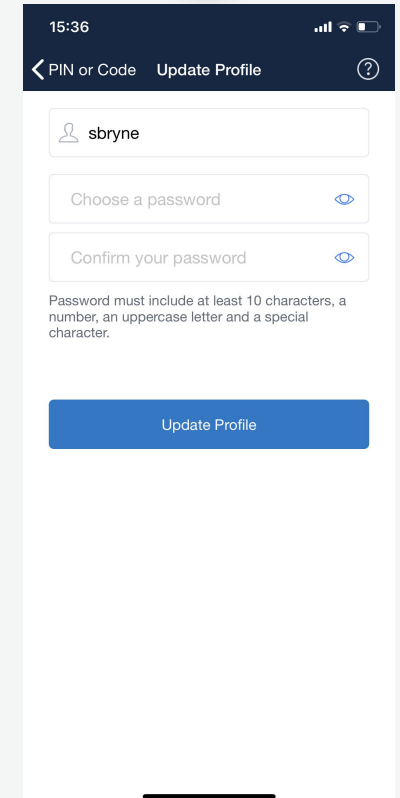 15:36
PIN or Code Update Profile ?
sbryne
Choose a password
Confirm your password
Password must include at least 10 characters, a
number, an uppercase letter and a special
character.
Update Profile